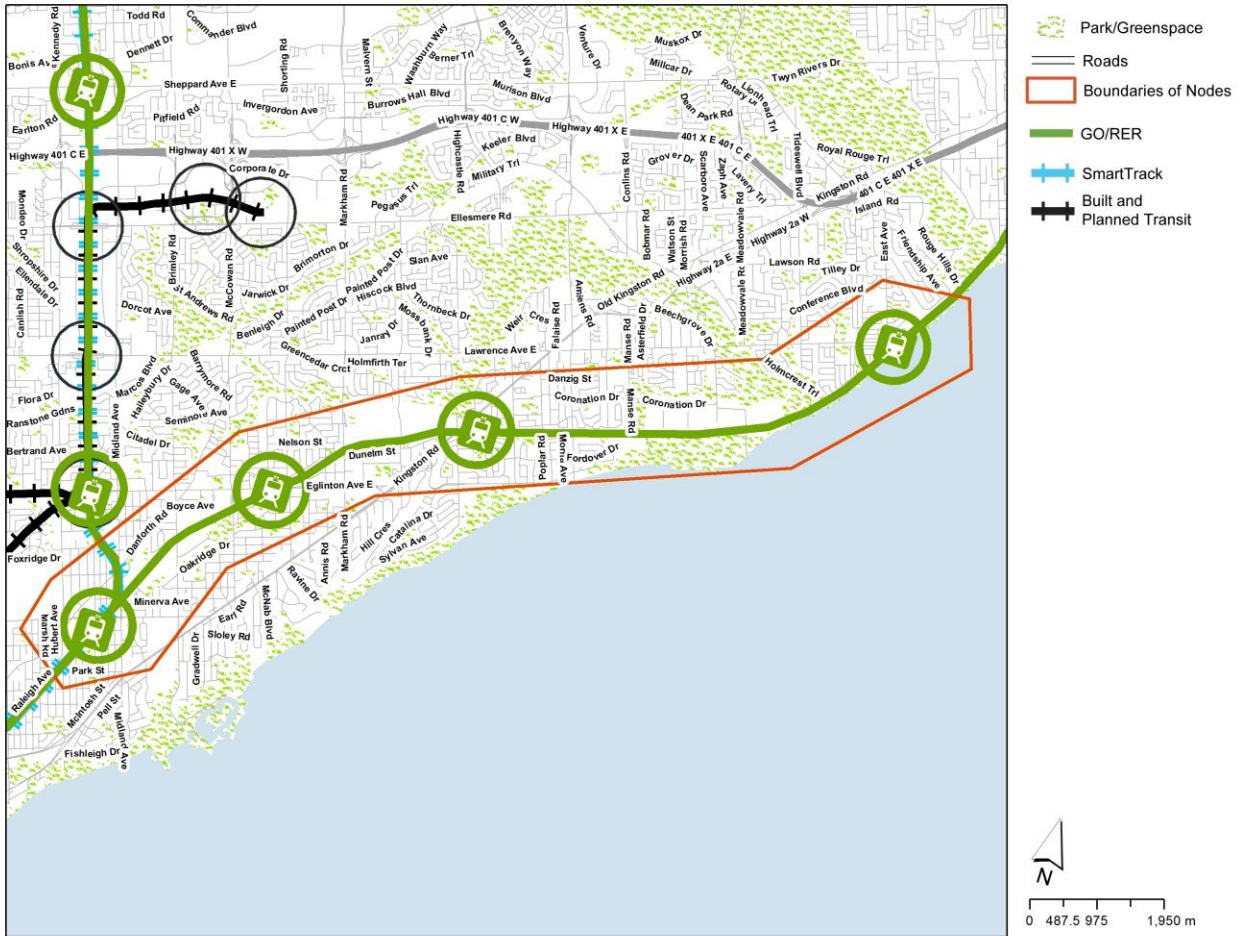 Kennedy Rd
Todd Rd
Commander Blvd
Dennett Dr
Bonis Ave
Shorting Rd
Malvern St
Washburn Way
Berner Trl
Brenyon Way
Venture Dr
Muskox Dr
Millcar Dr
Twyn Rivers Dr
Sheppard Ave E
Invergordon Ave
Pitfield Rd
Burrows Hall Blvd
Murison Blvd
Dean Park Rd
Rotary Dr
Lionhead Trl
Earlton Rd
Highway 401 C W
Highway 401 X E
401 X E
401 C E
Tideswell Blvd
Royal Rouge Trl
Highway 401 C E
Highway 401 X W
Keeler Blvd
Highcastle Rd
Military Trl
Conlins Rd
Grover Dr
Scarboro Ave
Zaph Ave
Lavery Trl
Kingston Rd
401 C E
401 X E
Island Rd
Corporate Dr
Markham Rd
Pegasus Trl
Ellesmere Rd
Mondeo Dr
Brimley Rd
McCowan Rd
Brimorton Dr
Bobmar Rd
Watson St
Morrish Rd
Meadowvale Rd
Highway 2a W
East Ave
Friendship Ave
Rouge Hills Dr
Shropshire Dr
Ellendale Dr
Painted Post Dr
Slan Ave
Highway 2a E
Lawson Rd
Tilley Dr
Canlish Rd
St Andrews Rd
Jarwick Dr
Hiscock Blvd
Amiens Rd
Old Kingston Rd
Meadowvale Rd
Conference Blvd
Dorcot Ave
Benleigh Dr
Painted Post Dr
Janray Dr
Mossbank Dr
Thornbeck Dr
Weir Cres
Falaise Rd
Manse Rd
Asterfield Dr
Beechgrove Dr
Greencedar Crct
Holmfirth Ter
Lawrence Ave E
Holmcrest Trl
Marcos Blvd
Haileybury Dr
Gage Ave
Barrymore Rd
Danzig St
Flora Dr
Ranstone Gdns
Midland Ave
Seminole Ave
Coronation Dr
Manse Rd
Coronation Dr
Bertrand Ave
Citadel Dr
Nelson St
Dunelm St
Kingston Rd
Poplar Rd
Fordover Dr
Eglinton Ave E
Boyce Ave
Danforth Rd
Foxridge Dr
Oakridge Dr
Markham Rd
Annis Rd
Hill Cres
Catalina Dr
Sylvan Ave
Ravine Dr
Minerva Ave
Marsh Rd
Hubert Ave
Earl Rd
McNab Blvd
Sloley Rd
Gradwell Dr
Park St
Raleigh Ave
McIntosh St
Pell St
Midland Ave
Fishleigh Dr
Park/Greenspace
Roads
Boundaries of Nodes
GO/RER
SmartTrack
Built and
Planned Transit
N
0 487.5 975 1,950 m